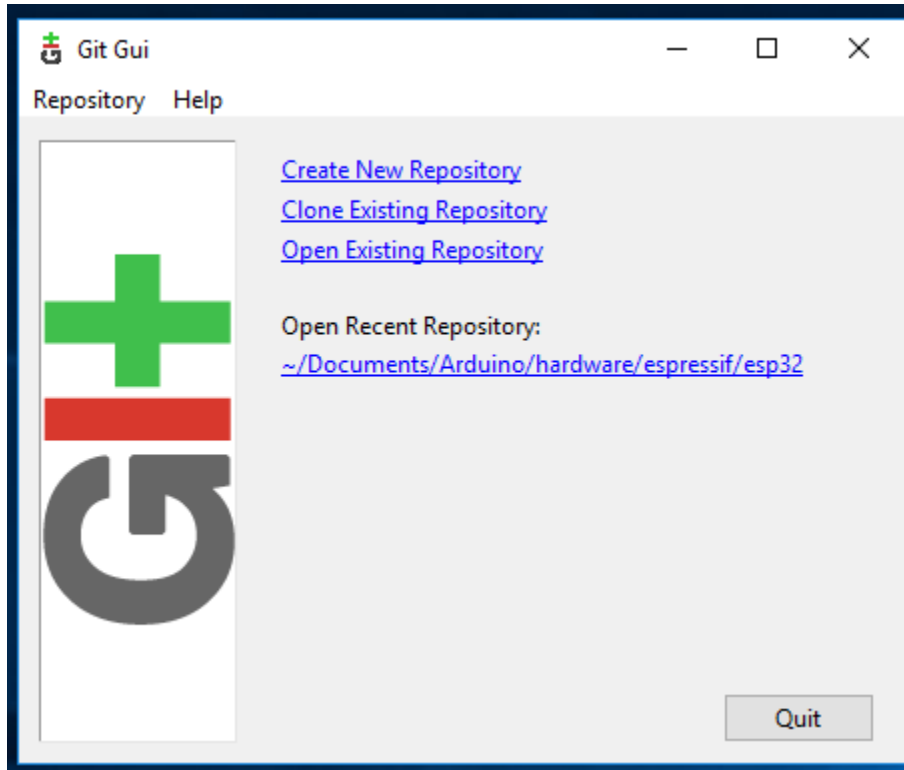 Git Gui
Repository Help
Create New Repository
Clone Existing Repository
Open Existing Repository
Open Recent Repository:
~/Documents/Arduino/hardware/espressif/esp32
GIt
Quit